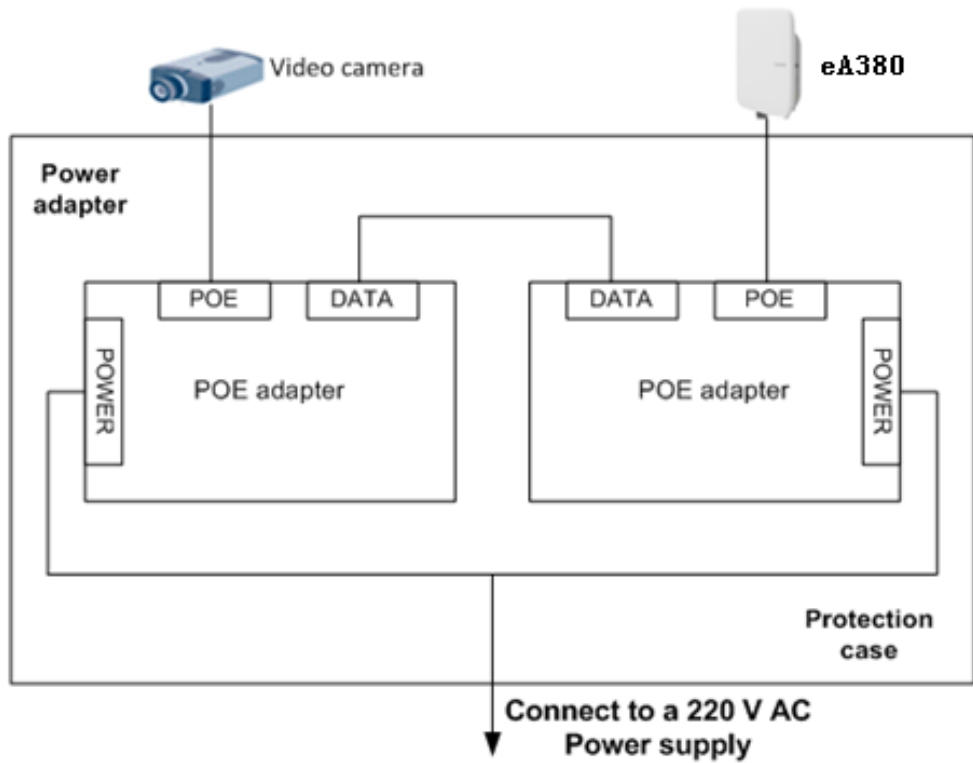 Video camera
eA380
Power
adapter
POE
DATA
DATA
POE
POWER
POE adapter
POE adapter
POWER
Protection
case
Connect to a 220 V AC
Power supply